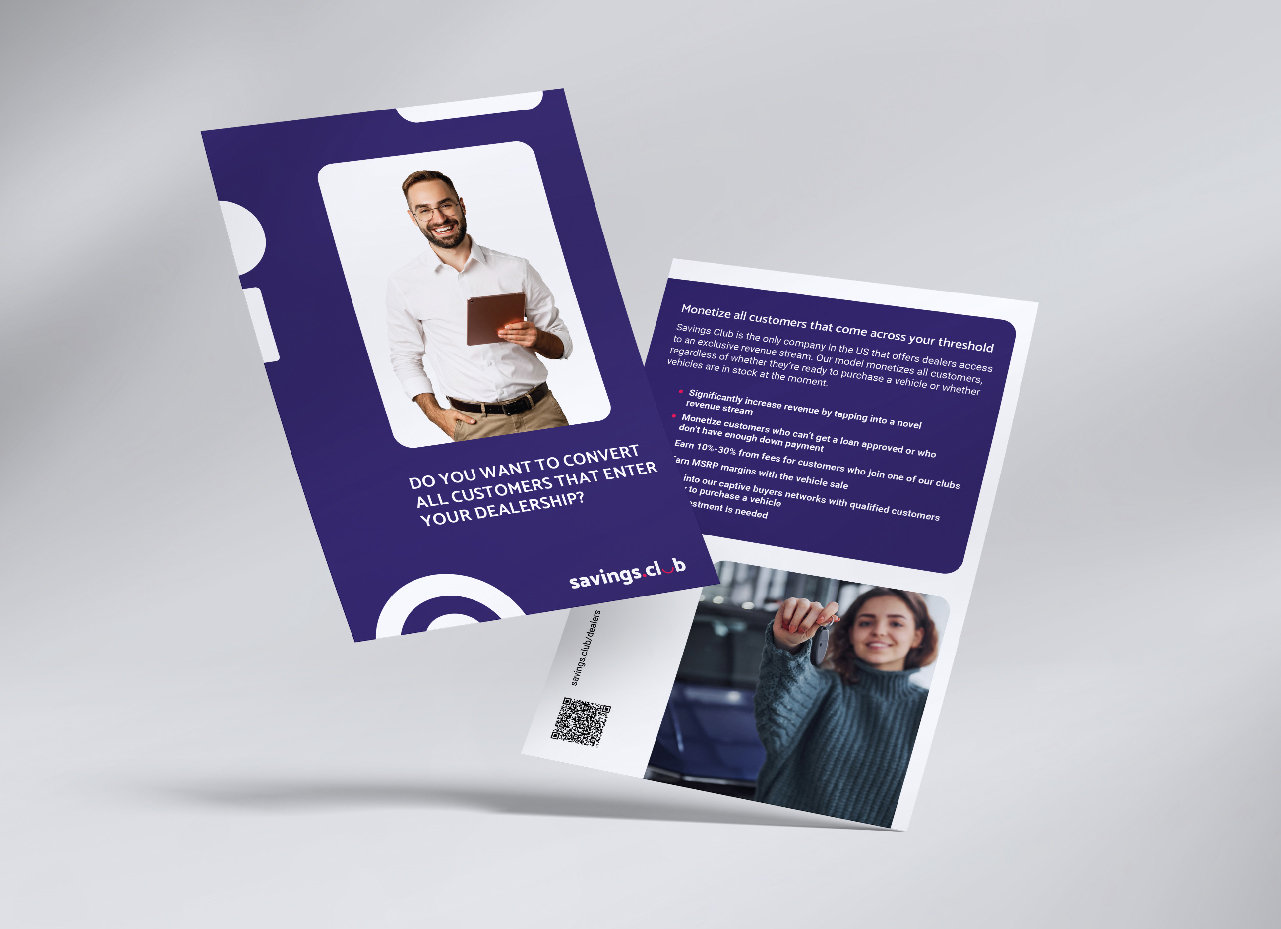 DO YOU WANT TO CONVERT
ALL CUSTOMERS THAT ENTER
YOUR DEALERSHIP?
savings.club
Monetize all customers that come across your threshold
Savings Club is the only company in the US that offers dealers access
to an exclusive revenue stream. Our model monetizes all customers,
regardless of whether they're ready to purchase a vehicle or whether
vehicles are in stock at the moment.
Significantly increase revenue by tapping into a novel
revenue stream
Monetize customers who can't get a loan approved or who
don't have enough down payment
Earn 10%-30% from fees for customers who join one of our clubs
MSRP margins with the vehicle sale
into our captive buyers networks with qualified customers
to purchase a vehicle
is needed
savings.club/dealers